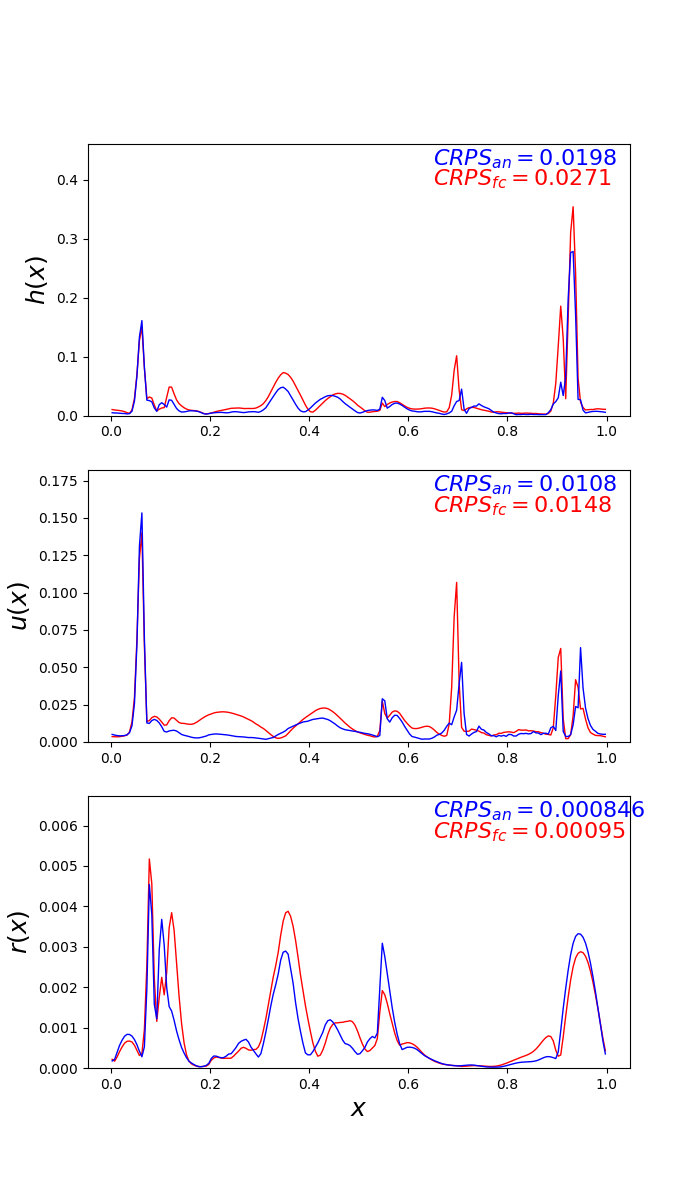 CRPS_an = 0.0198
CRPS_fc = 0.0271
h(x)
0.4
0.3
0.2
0.1
0.0
0.0 0.2 0.4 0.6 0.8 1.0
CRPS_an = 0.0108
CRPS_fc = 0.0148
u(x)
0.175
0.150
0.125
0.100
0.075
0.050
0.025
0.000
0.0 0.2 0.4 0.6 0.8 1.0
CRPS_an = 0.000846
CRPS_fc = 0.00095
r(x)
0.006
0.005
0.004
0.003
0.002
0.001
0.000
0.0 0.2 0.4 0.6 0.8 1.0
x